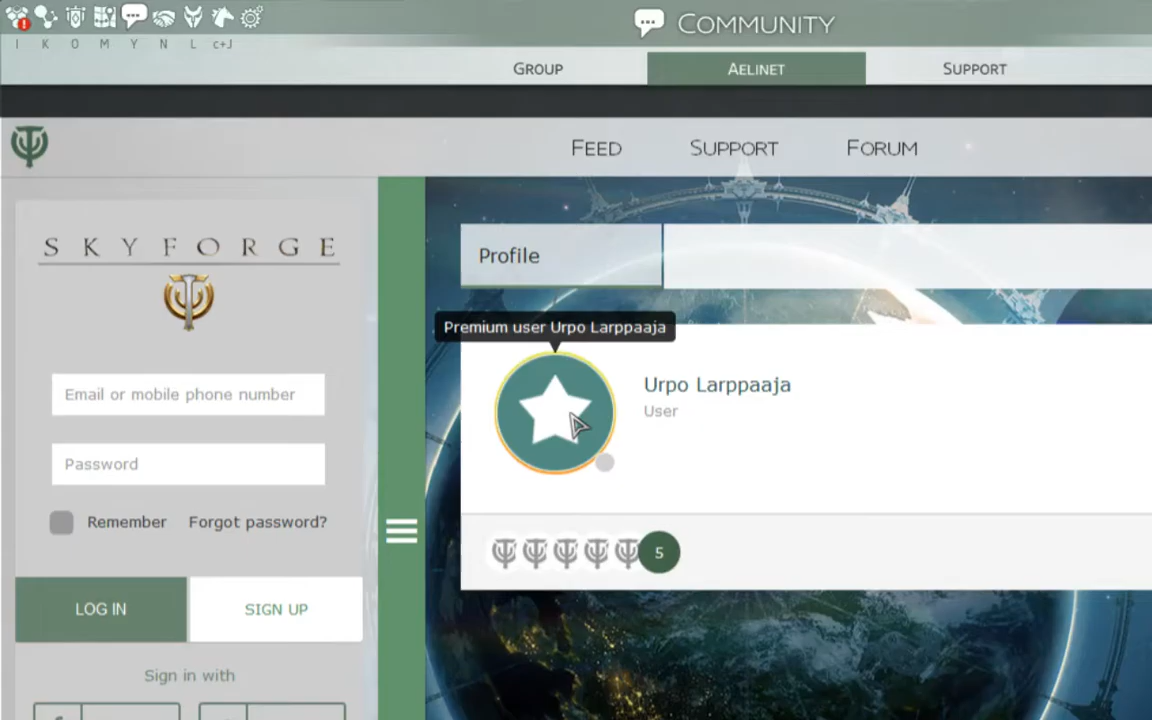 COMMUNITY
I K O M Y N L c+J
GROUP AELINET SUPPORT
FEED SUPPORT FORUM
SKYFORGE
Profile
Premium user Urpo Larppaaja
Email or mobile phone number
Urpo Larppaaja
User
Password
Remember Forgot password?
5
LOG IN SIGN UP
Sign in with